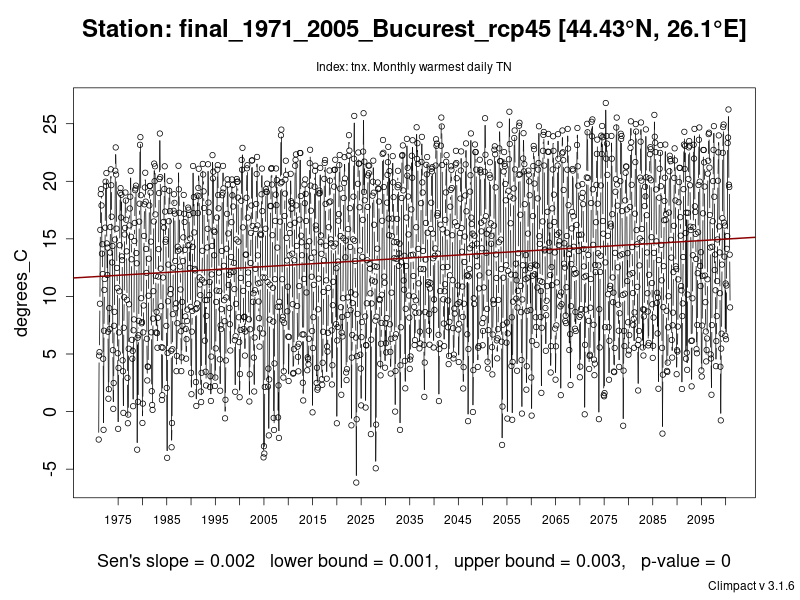 Station: final_1971_2005_Bucurest_rcp45 [44.43°N, 26.1°E]
Index: tnx. Monthly warmest daily TN
degrees_C
25
20
15
10
5
0
-5
1975 1985 1995 2005 2015 2025 2035 2045 2055 2065 2075 2085 2095
Sen's slope = 0.002 lower bound = 0.001, upper bound = 0.003, p-value = 0
Climpact v 3.1.6